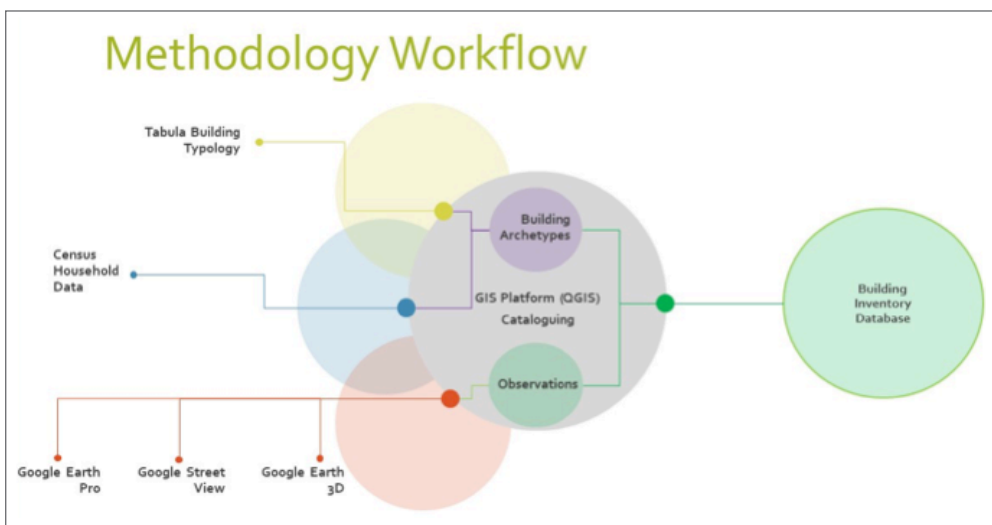 Methodology Workflow
Tabula Building
Typology
Census
Household
Data
Google Earth
Pro
Google Street
View
Google Earth
3D
Building
Archetypes
GIS Platform (QGIS)
Cataloguing
Observations
Building
Inventory
Database